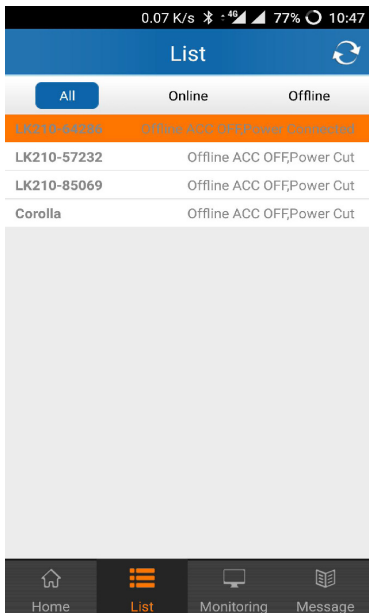 0.07 K/s 4G 77% 10:47
List
All Online Offline
LK210-64286 Offline ACC OFF,Power Connected
LK210-57232 Offline ACC OFF,Power Cut
LK210-85069 Offline ACC OFF,Power Cut
Corolla Offline ACC OFF,Power Cut
Home List Monitoring Message